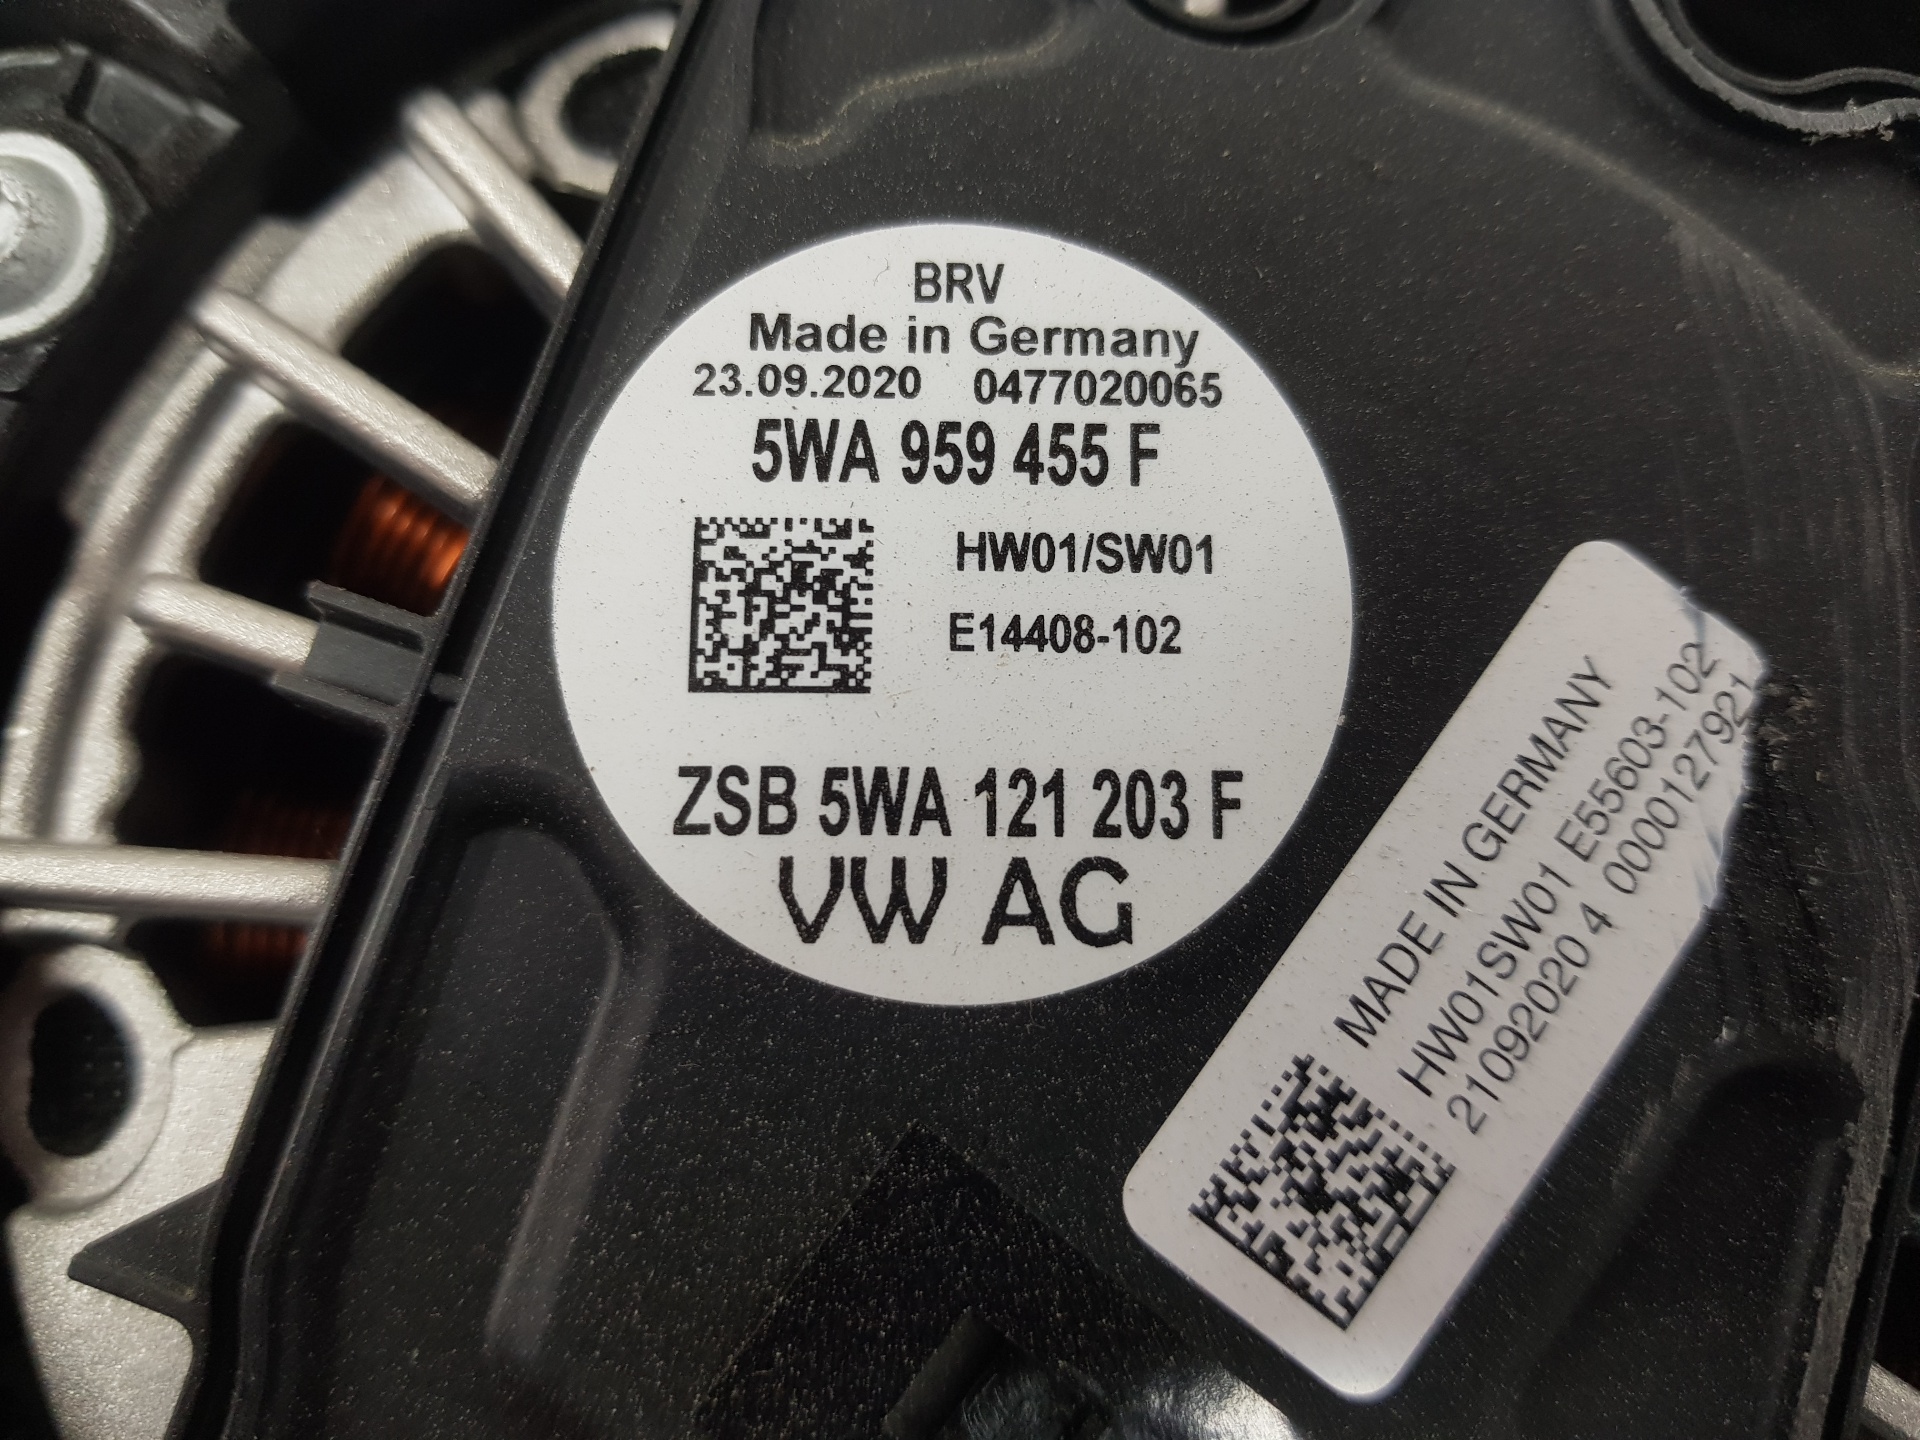 BRV
Made in Germany
23.09.2020 0477020065
5WA 959 455 F
HW01/SW01
E14408-102
ZSB 5WA 121 203 F
VW AG
MADE IN GERMANY
HW01SW01 E55603-102
21092020 4 0000127921